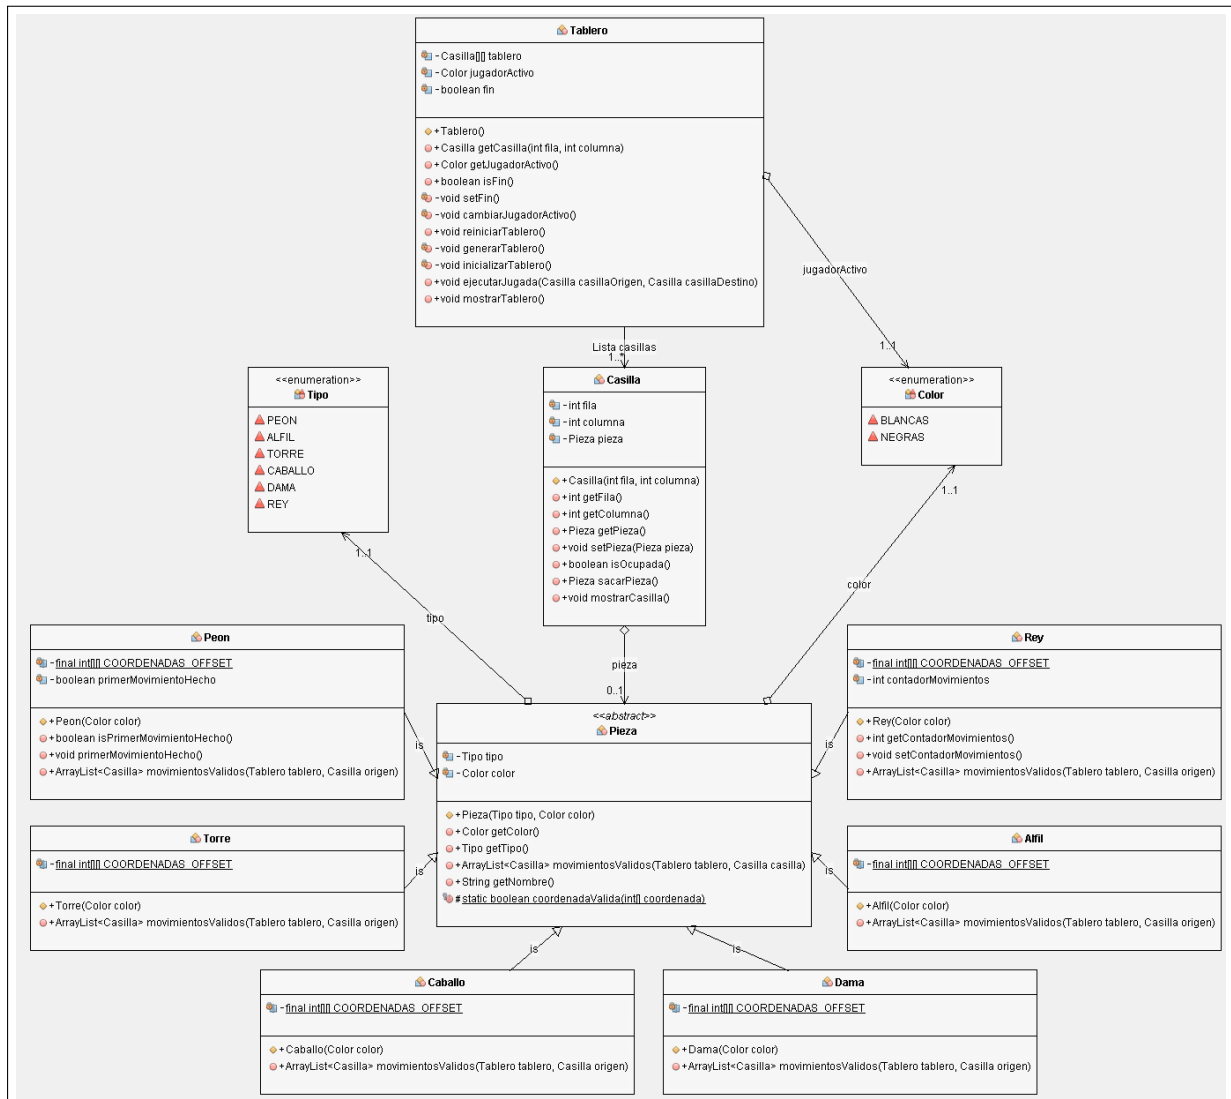 Tablero
-Casilla[][] tablero
-Color jugadorActivo
-boolean fin
+Tablero()
+Casilla getCasilla(int fila, int columna)
+Color getJugadorActivo()
+boolean isFin()
-void setFin()
-void cambiarJugadorActivo()
+void reiniciarTablero()
-void generarTablero()
-void inicializarTablero()
+void ejecutarJugada(Casilla casillaOrigen, Casilla casillaDestino)
+void mostrarTablero()
jugadorActivo
1..1
Lista casillas
1..*
<<enumeration>>
Tipo
PEON
ALFIL
TORRE
CABALLO
DAMA
REY
Casilla
-int fila
-int columna
-Pieza pieza
+Casilla(int fila, int columna)
+int getFila()
+int getColumna()
+Pieza getPieza()
+void setPieza(Pieza pieza)
+boolean isOcupada()
+Pieza sacarPieza()
+void mostrarCasilla()
<<enumeration>>
Color
BLANCAS
NEGRAS
1..1
1..1
tipo
color
pieza
0..1
Peon
-final int[][] COORDENADAS_OFFSET
-boolean primerMovimientoHecho
+Peon(Color color)
+boolean isPrimerMovimientoHecho()
+void primerMovimientoHecho()
+ArrayList<Casilla> movimientosValidos(Tablero tablero, Casilla origen)
is
<<abstract>>
Pieza
-Tipo tipo
-Color color
+Pieza(Tipo tipo, Color color)
+Color getColor()
+Tipo getTipo()
+ArrayList<Casilla> movimientosValidos(Tablero tablero, Casilla casilla)
+String getNombre()
#static boolean coordenadaValida(int[] coordenada)
Rey
-final int[][] COORDENADAS_OFFSET
-int contadorMovimientos
+Rey(Color color)
+int getContadorMovimientos()
+void setContadorMovimientos()
+ArrayList<Casilla> movimientosValidos(Tablero tablero, Casilla origen)
is
Torre
-final int[][] COORDENADAS_OFFSET
+Torre(Color color)
+ArrayList<Casilla> movimientosValidos(Tablero tablero, Casilla origen)
is
Alfil
-final int[][] COORDENADAS_OFFSET
+Alfil(Color color)
+ArrayList<Casilla> movimientosValidos(Tablero tablero, Casilla origen)
is
is
is
Caballo
-final int[][] COORDENADAS_OFFSET
+Caballo(Color color)
+ArrayList<Casilla> movimientosValidos(Tablero tablero, Casilla origen)
Dama
-final int[][] COORDENADAS_OFFSET
+Dama(Color color)
+ArrayList<Casilla> movimientosValidos(Tablero tablero, Casilla origen)